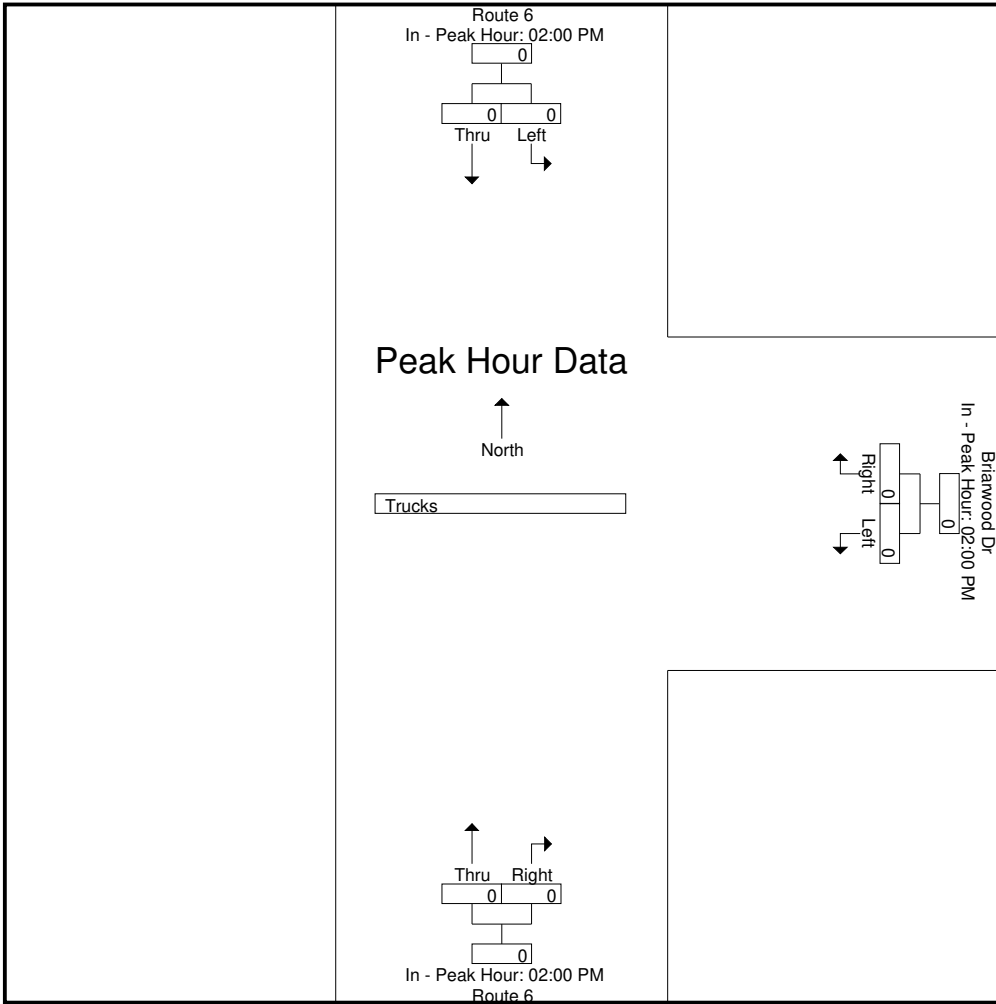 Route 6
In - Peak Hour: 02:00 PM
0
0 0
Thru Left
Peak Hour Data
North
Trucks
Briarwood Dr
In - Peak Hour: 02:00 PM
0
0 0
Right Left
Thru Right
0 0
0
In - Peak Hour: 02:00 PM
Route 6